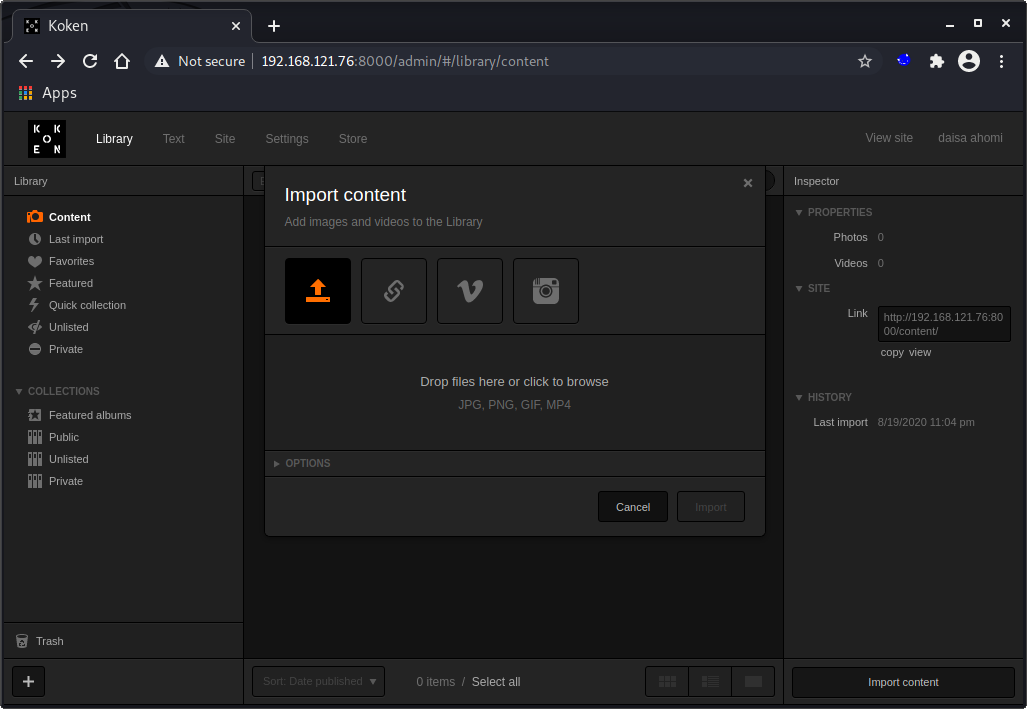 Koken
Not secure 192.168.121.76:8000/admin/#/library/content
Apps
KOKEN
Library Text Site Settings Store View site daisa ahomi
Library
Content
Last import
Favorites
Featured
Quick collection
Unlisted
Private
COLLECTIONS
Featured albums
Public
Unlisted
Private
Trash
Import content
Add images and videos to the Library
Drop files here or click to browse
JPG, PNG, GIF, MP4
OPTIONS
Cancel Import
Sort: Date published 0 items / Select all
Inspector
PROPERTIES
Photos 0
Videos 0
SITE
Link http://192.168.121.76:80
00/content/
copy view
HISTORY
Last import 8/19/2020 11:04 pm
Import content